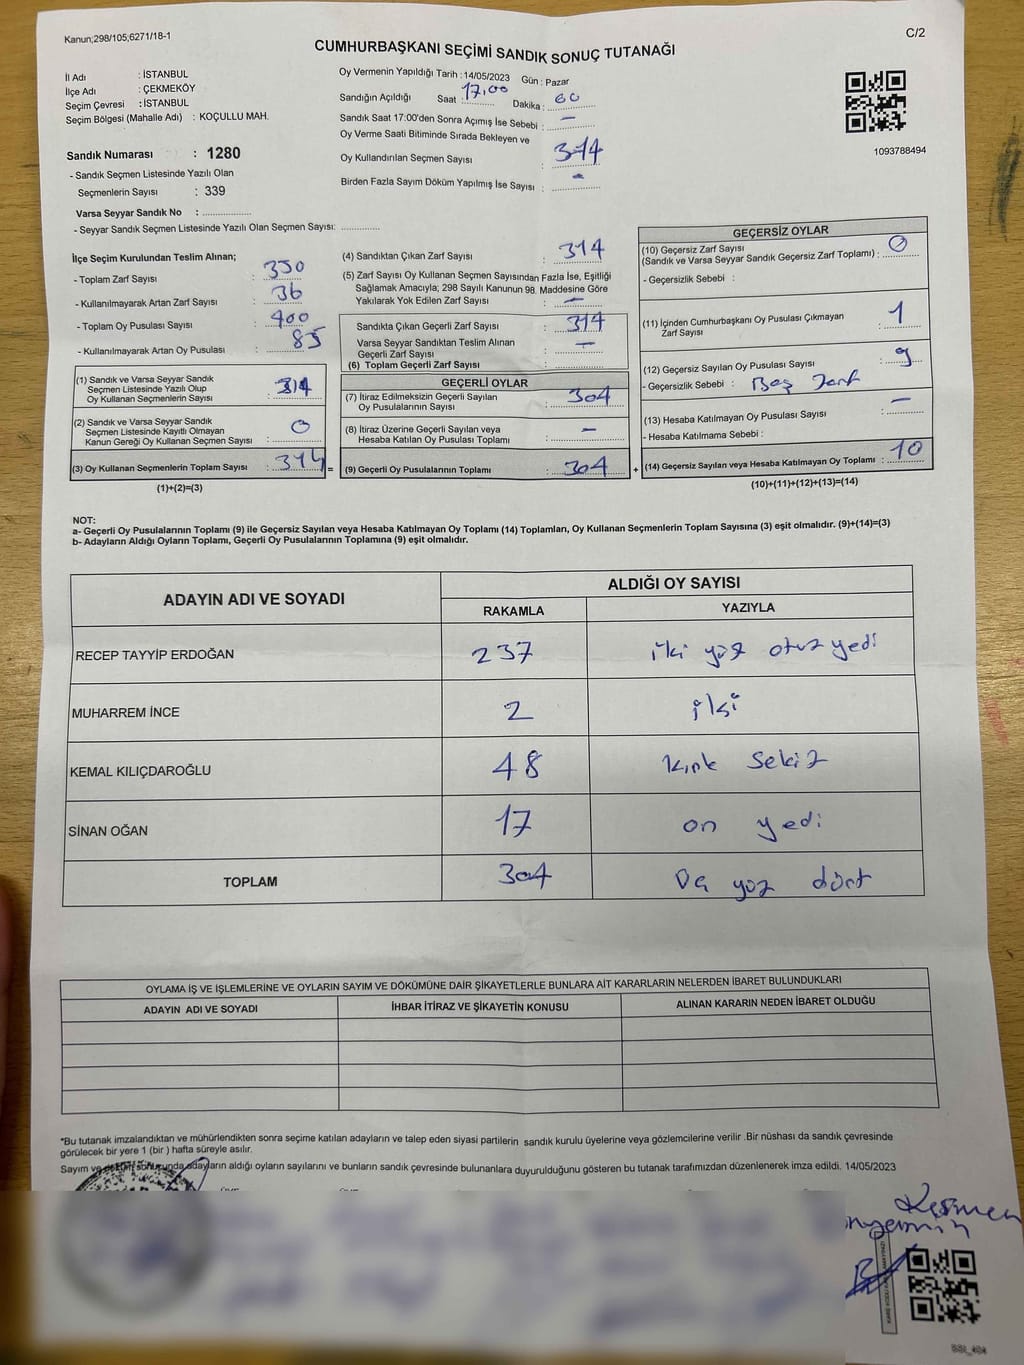 Kanun;298/105;6271/18-1
C/2
CUMHURBAŞKANI SEÇİMİ SANDIK SONUÇ TUTANAĞI
İl Adı : İSTANBUL
İlçe Adı : ÇEKMEKÖY
Seçim Çevresi : İSTANBUL
Seçim Bölgesi (Mahalle Adı) : KOÇULLU MAH.
Sandık Numarası : 1280
- Sandık Seçmen Listesinde Yazılı Olan
Seçmenlerin Sayısı : 339
Varsa Seyyar Sandık No : ................
- Seyyar Sandık Seçmen Listesinde Yazılı Olan Seçmen Sayısı: .............
Oy Vermenin Yapıldığı Tarih : 14/05/2023 Gün : Pazar
Sandığın Açıldığı Saat 17,00 Dakika :
Sandık Saat 17:00'den Sonra Açımış İse Sebebi : —
Oy Verme Saati Bitiminde Sırada Bekleyen ve
Oy Kullandırılan Seçmen Sayısı : 314
Birden Fazla Sayım Döküm Yapılmış İse Sayısı : -
1093788494
İlçe Seçim Kurulundan Teslim Alınan;
- Toplam Zarf Sayısı : 350
- Kullanılmayarak Artan Zarf Sayısı : 36
- Toplam Oy Pusulası Sayısı : 400
- Kullanılmayarak Artan Oy Pusulası : 85
(1) Sandık ve Varsa Seyyar Sandık
Seçmen Listesinde Yazılı Olup
Oy Kullanan Seçmenlerin Sayısı : 314
(2) Sandık ve Varsa Seyyar Sandık
Seçmen Listesinde Kayıtlı Olmayan
Kanun Gereği Oy Kullanan Seçmen Sayısı : 0
(3) Oy Kullanan Seçmenlerin Toplam Sayısı : 314 =
(1)+(2)=(3)
(4) Sandıktan Çıkan Zarf Sayısı : 314
(5) Zarf Sayısı Oy Kullanan Seçmen Sayısından Fazla İse, Eşitliği
Sağlamak Amacıyla; 298 Sayılı Kanunun 98. Maddesine Göre
Yakılarak Yok Edilen Zarf Sayısı : —
Sandıkta Çıkan Geçerli Zarf Sayısı : 314
Varsa Seyyar Sandıktan Teslim Alınan
Geçerli Zarf Sayısı : —
(6) Toplam Geçerli Zarf Sayısı :
GEÇERLİ OYLAR
(7) İtiraz Edilmeksizin Geçerli Sayılan
Oy Pusulalarının Sayısı : 304
(8) İtiraz Üzerine Geçerli Sayılan veya
Hesaba Katılan Oy Pusulası Toplamı : —
(9) Geçerli Oy Pusulalarının Toplamı : 304 +
GEÇERSİZ OYLAR
(10) Geçersiz Zarf Sayısı
(Sandık ve Varsa Seyyar Sandık Geçersiz Zarf Toplamı) : 0
- Geçersizlik Sebebi :
(11) İçinden Cumhurbaşkanı Oy Pusulası Çıkmayan
Zarf Sayısı : 1
(12) Geçersiz Sayılan Oy Pusulası Sayısı : 9
- Geçersizlik Sebebi : Boş Zarf
(13) Hesaba Katılmayan Oy Pusulası Sayısı : —
- Hesaba Katılmama Sebebi :
(14) Geçersiz Sayılan veya Hesaba Katılmayan Oy Toplamı : 10
(10)+(11)+(12)+(13)=(14)
NOT:
a- Geçerli Oy Pusulalarının Toplamı (9) ile Geçersiz Sayılan veya Hesaba Katılmayan Oy Toplamı (14) Toplamları, Oy Kullanan Seçmenlerin Toplam Sayısına (3) eşit olmalıdır. (9)+(14)=(3)
b- Adayların Aldığı Oyların Toplamı, Geçerli Oy Pusulalarının Toplamına (9) eşit olmalıdır.
ADAYIN ADI VE SOYADI ALDIĞI OY SAYISI
RAKAMLA YAZIYLA
RECEP TAYYİP ERDOĞAN 237 iki yüz otuz yedi
MUHARREM İNCE 2 iki
KEMAL KILIÇDAROĞLU 48 kırk sekiz
SİNAN OĞAN 17 on yedi
TOPLAM 304 yüz dört
OYLAMA İŞ VE İŞLEMLERİNE VE OYLARIN SAYIM VE DÖKÜMÜNE DAİR ŞİKAYETLERLE BUNLARA AİT KARARLARIN NELERDEN İBARET BULUNDUKLARI
ADAYIN ADI VE SOYADI İHBAR İTİRAZ VE ŞİKAYETİN KONUSU ALINAN KARARIN NEDEN İBARET OLDUĞU
*Bu tutanak imzalandıktan ve mühürlendikten sonra seçime katılan adayların ve talep eden siyasi partilerin sandık kurulu üyelerine veya gözlemcilerine verilir .Bir nüshası da sandık çevresinde
görülecek bir yere 1 (bir ) hafta süreyle asılır.
Sayım ve döküm sonucunda adayların aldığı oyların sayılarını ve bunların sandık çevresinde bulunanlara duyurulduğunu gösteren bu tutanak tarafımızdan düzenlenerek imza edildi. 14/05/2023